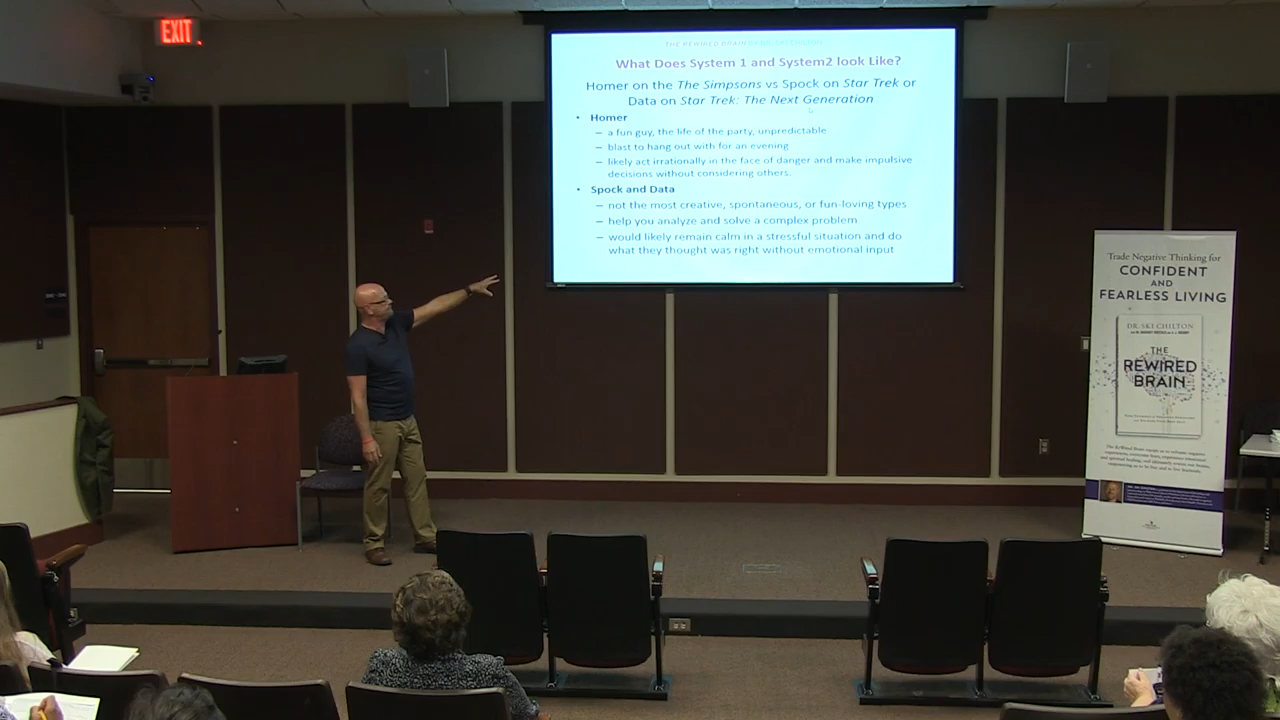 EXIT
THE REWIRED BRAIN
What Does System 1 and System2 look Like?
Homer on the The Simpsons vs Spock on Star Trek or
Data on Star Trek: The Next Generation
• Homer
– a fun guy, the life of the party, unpredictable
– blast to hang out with for an evening
– likely act irrationally in the face of danger and make impulsive
decisions without considering others.
• Spock and Data
– not the most creative, spontaneous, or fun-loving types
– help you analyze and solve a complex problem
– would likely remain calm in a stressful situation and do
what they thought was right without emotional input
Trade Negative Thinking for
CONFIDENT
AND
FEARLESS LIVING
DR. SKI CHILTON
THE
REWIRED
BRAIN